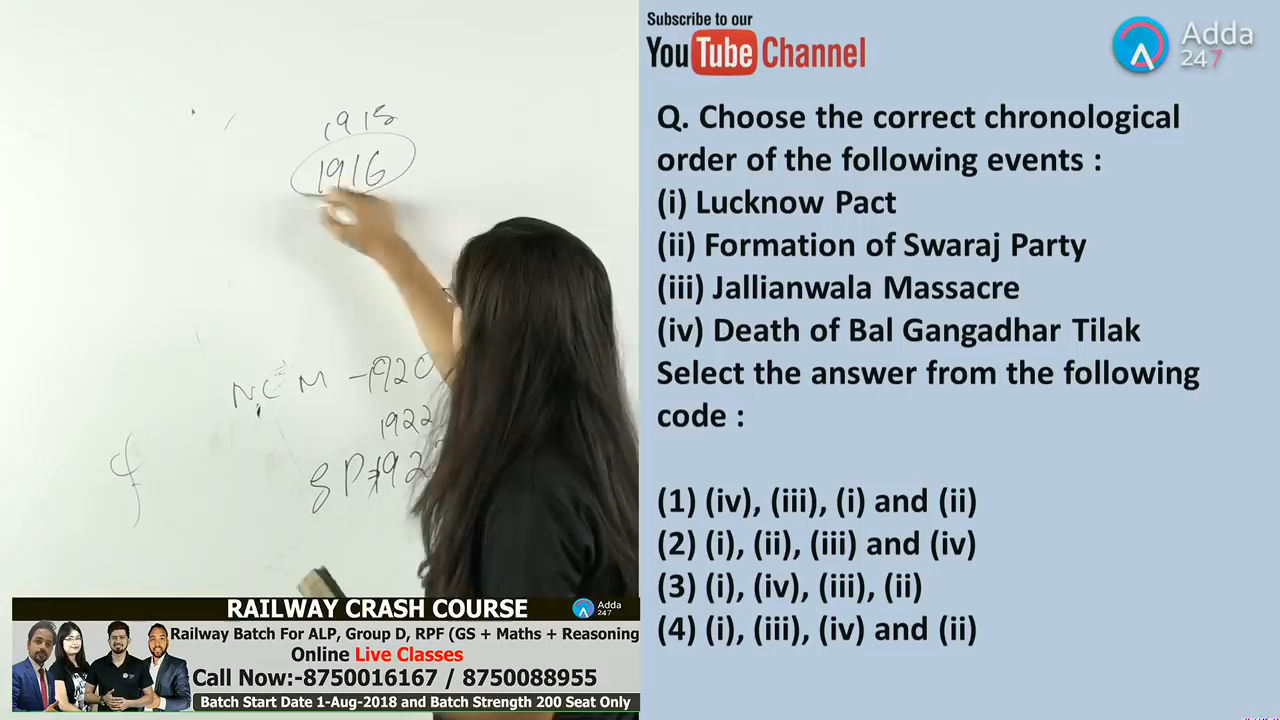 Subscribe to our
YouTube Channel
Adda
247
Q. Choose the correct chronological
order of the following events :
(i) Lucknow Pact
(ii) Formation of Swaraj Party
(iii) Jallianwala Massacre
(iv) Death of Bal Gangadhar Tilak
Select the answer from the following
code :
(1) (iv), (iii), (i) and (ii)
(2) (i), (ii), (iii) and (iv)
(3) (i), (iv), (iii), (ii)
(4) (i), (iii), (iv) and (ii)
1915
1916
NCM -1920
1922
RAILWAY CRASH COURSE
Adda
247
Railway Batch For ALP, Group D, RPF (GS + Maths + Reasoning
Online Live Classes
Call Now:-8750016167 / 8750088955
Batch Start Date 1-Aug-2018 and Batch Strength 200 Seat Only